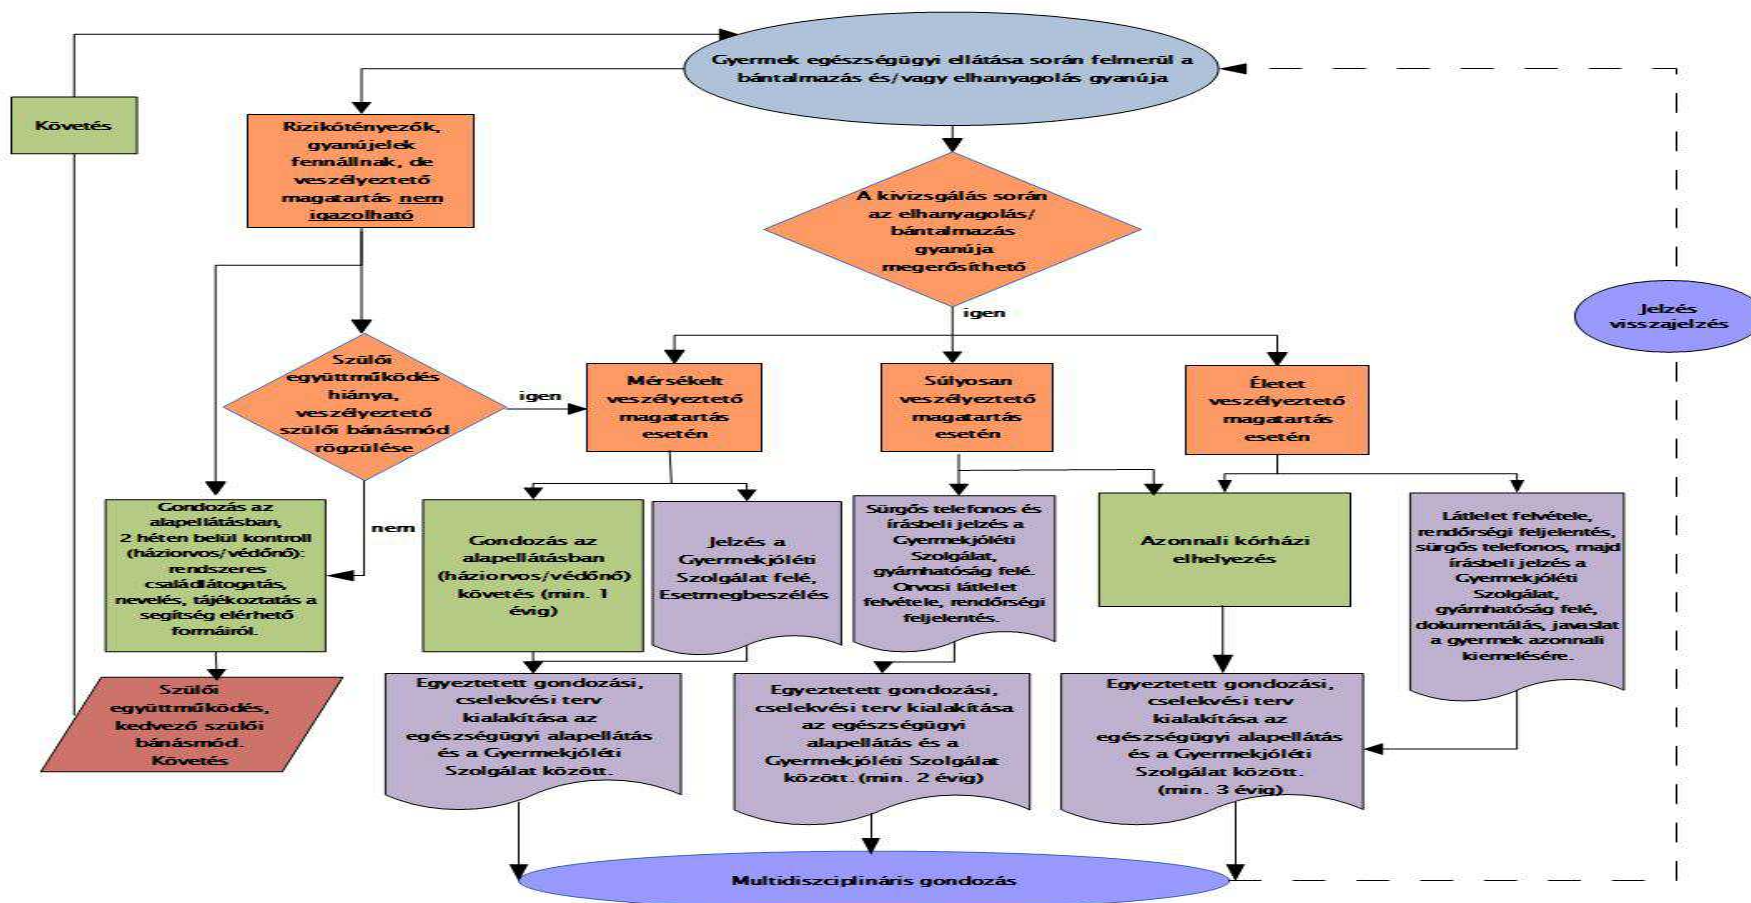 Gyermek egészségügyi ellátása során felmerül a
bántalmazás és/vagy elhanyagolás gyanúja
Követés
Rizikótényezők,
gyanújelek
fennállnak, de
veszélyeztető
magatartás nem
igazolható
A kivizsgálás során
az elhanyagolás/
bántalmazás
gyanúja
megerősíthető
igen
Jelzés
visszajelzés
Szülői
együttműködés
hiánya,
veszélyeztető
szülői bánásmód
rögzülése
igen
nem
Mérsékelt
veszélyeztető
magatartás
esetén
Súlyosan
veszélyeztető
magatartás
esetén
Életet
veszélyeztető
magatartás
esetén
Gondozás az
alapellátásban,
2 héten belül kontroll
(háziorvos/védőnő):
rendszeres
családlátogatás,
nevelés, tájékoztatás a
segítség elérhető
formáiról.
Gondozás az
alapellátásban
(háziorvos/védőnő)
követés (min. 1
évig)
Jelzés a
Gyermekjóléti
Szolgálat felé,
Esetmegbeszélés
Sürgős telefonos és
írásbeli jelzés a
Gyermekjóléti
Szolgálat,
gyámhatóság felé.
Orvosi látlelet
felvétele, rendőrségi
feljelentés.
Azonnali kórházi
elhelyezés
Látlelet felvétele,
rendőrségi feljelentés,
sürgős telefonos, majd
írásbeli jelzés a
Gyermekjóléti
Szolgálat,
gyámhatóság felé,
dokumentálás, javaslat
a gyermek azonnali
kiemelésére.
Szülői
együttműködés,
kedvező szülői
bánásmód.
Követés
Egyeztetett gondozási,
cselekvési terv
kialakítása az
egészségügyi alapellátás
és a Gyermekjóléti
Szolgálat között.
Egyeztetett gondozási,
cselekvési terv kialakítása
az egészségügyi
alapellátás és a
Gyermekjóléti Szolgálat
között. (min. 2 évig)
Egyeztetett gondozási,
cselekvési terv
kialakítása az
egészségügyi alapellátás
és a Gyermekjóléti
Szolgálat között.
(min. 3 évig)
Multidiszciplináris gondozás